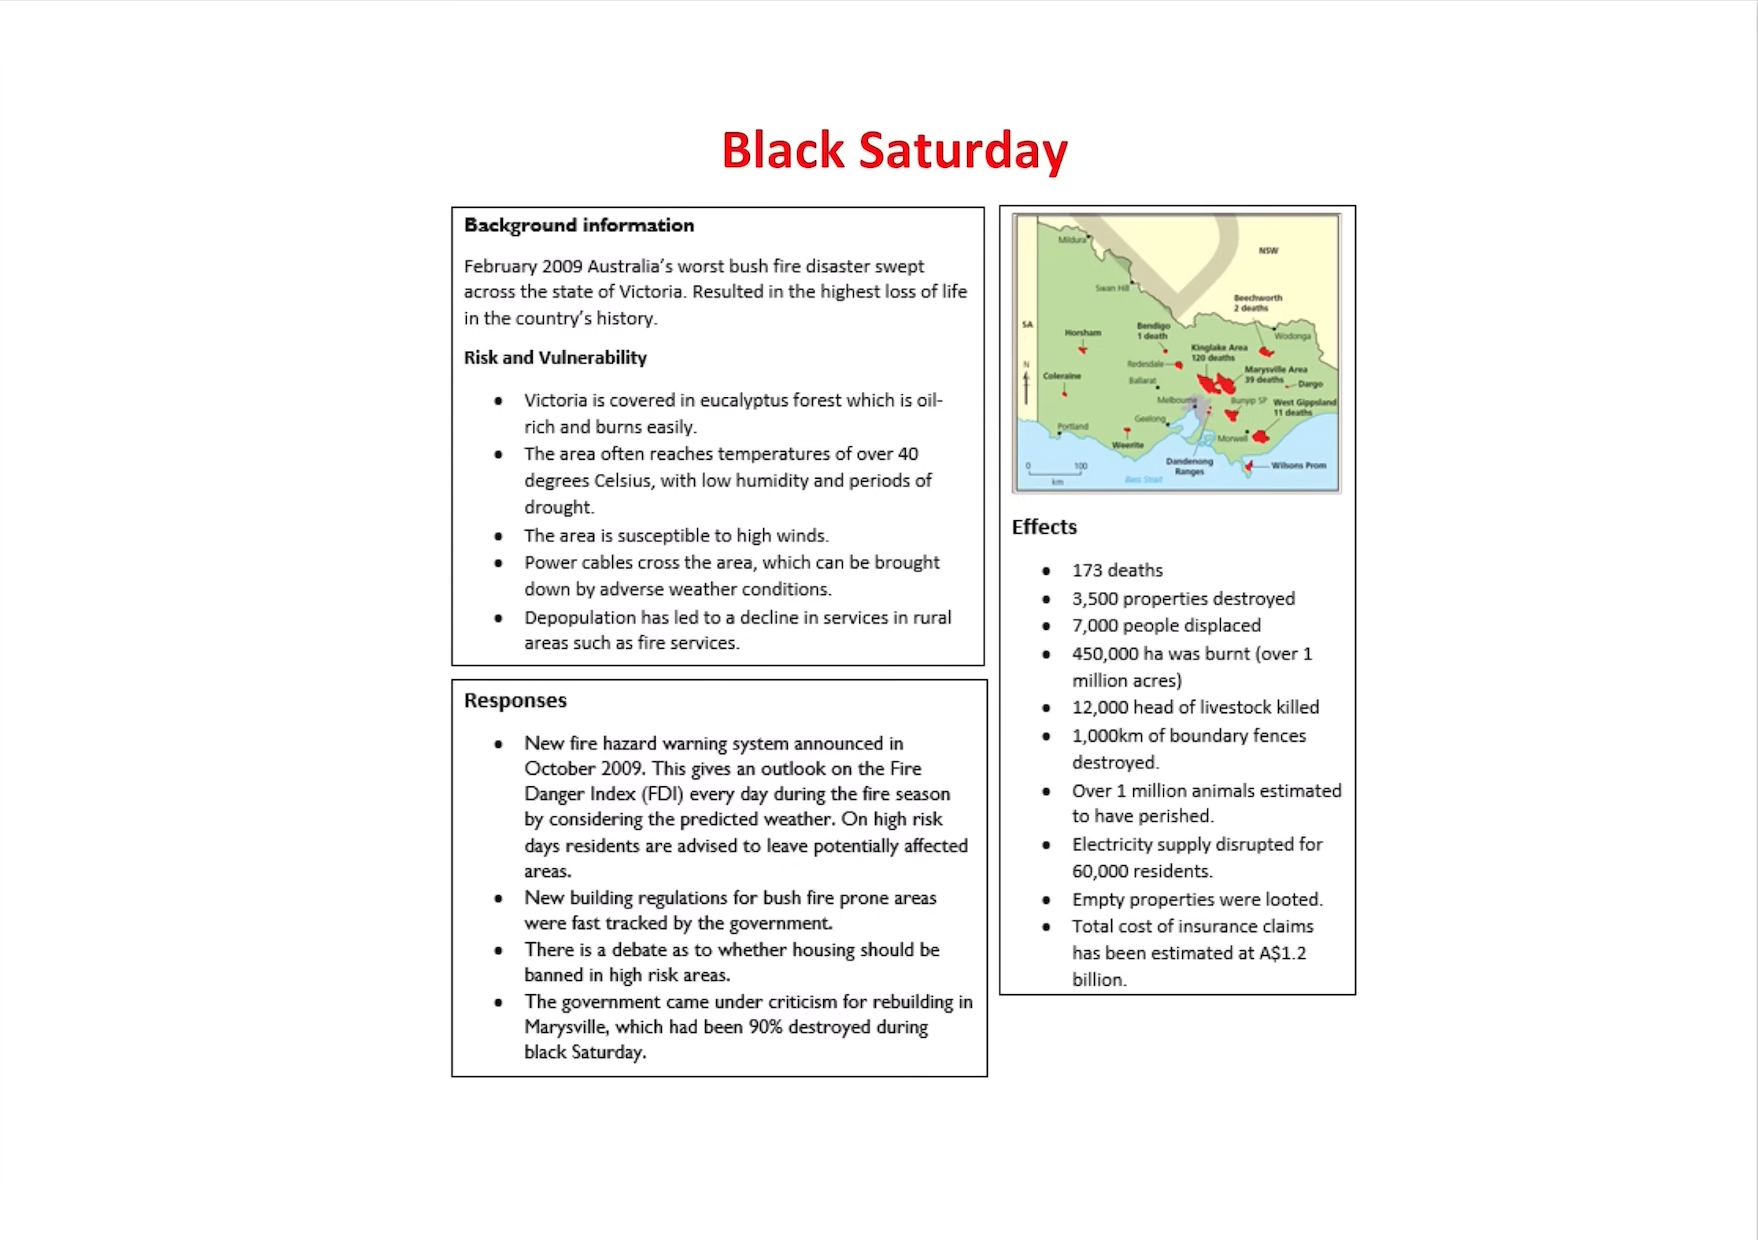 Black Saturday
Background information
February 2009 Australia's worst bush fire disaster swept
across the state of Victoria. Resulted in the highest loss of life
in the country's history.
Risk and Vulnerability
• Victoria is covered in eucalyptus forest which is oil-
rich and burns easily.
• The area often reaches temperatures of over 40
degrees Celsius, with low humidity and periods of
drought.
• The area is susceptible to high winds.
• Power cables cross the area, which can be brought
down by adverse weather conditions.
• Depopulation has led to a decline in services in rural
areas such as fire services.
Responses
• New fire hazard warning system announced in
October 2009. This gives an outlook on the Fire
Danger Index (FDI) every day during the fire season
by considering the predicted weather. On high risk
days residents are advised to leave potentially affected
areas.
• New building regulations for bush fire prone areas
were fast tracked by the government.
• There is a debate as to whether housing should be
banned in high risk areas.
• The government came under criticism for rebuilding in
Marysville, which had been 90% destroyed during
black Saturday.
Mildura
NSW
Swan Hill
Beechworth
2 deaths
SA
Horsham
Bendigo
1 death
Wodonga
Kinglake Area
120 deaths
N
Redesdale
Marysville Area
39 deaths
Coleraine
Ballarat
Dargo
Melbourne
Bunyip SP
West Gippsland
11 deaths
Geelong
Portland
Weerite
Morwell
Dandenong
Ranges
Wilsons Prom
0 100
km
Bass Strait
Effects
• 173 deaths
• 3,500 properties destroyed
• 7,000 people displaced
• 450,000 ha was burnt (over 1
million acres)
• 12,000 head of livestock killed
• 1,000km of boundary fences
destroyed.
• Over 1 million animals estimated
to have perished.
• Electricity supply disrupted for
60,000 residents.
• Empty properties were looted.
• Total cost of insurance claims
has been estimated at A$1.2
billion.